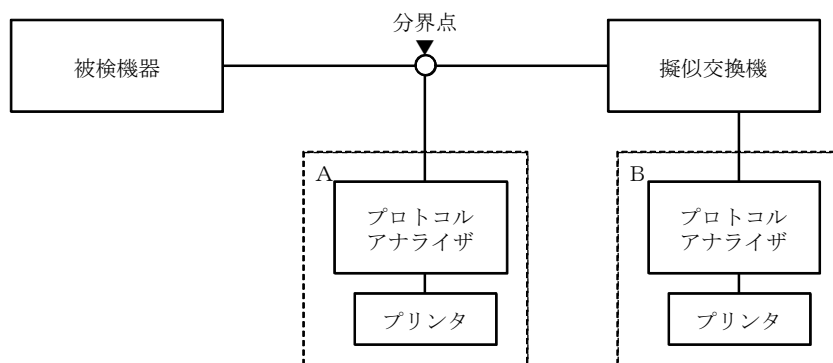 分界点
被検機器
擬似交換機
A
プロトコル
アナライザ
プリンタ
B
プロトコル
アナライザ
プリンタ